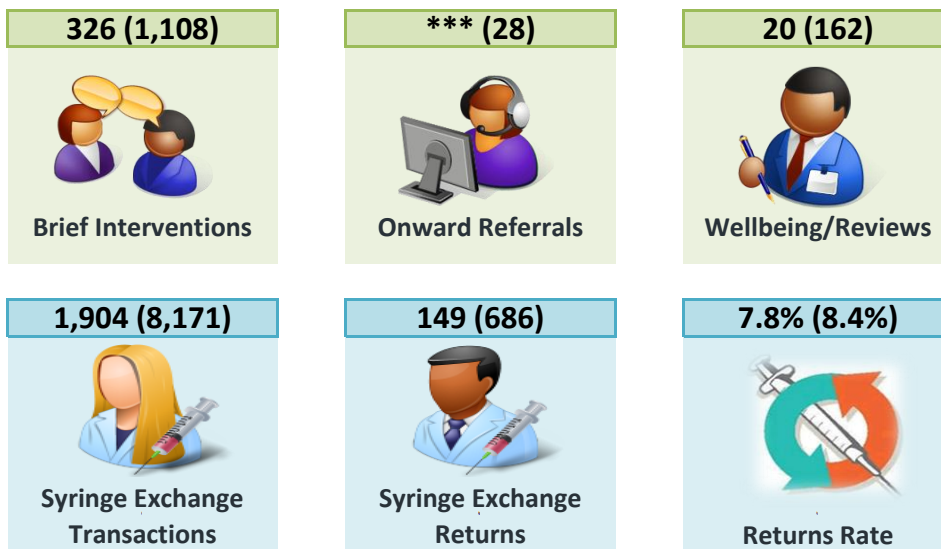 326 (1,108)
*** (28)
20 (162)
Brief Interventions
Onward Referrals
Wellbeing/Reviews
1,904 (8,171)
149 (686)
7.8% (8.4%)
Syringe Exchange
Transactions
Syringe Exchange
Returns
Returns Rate